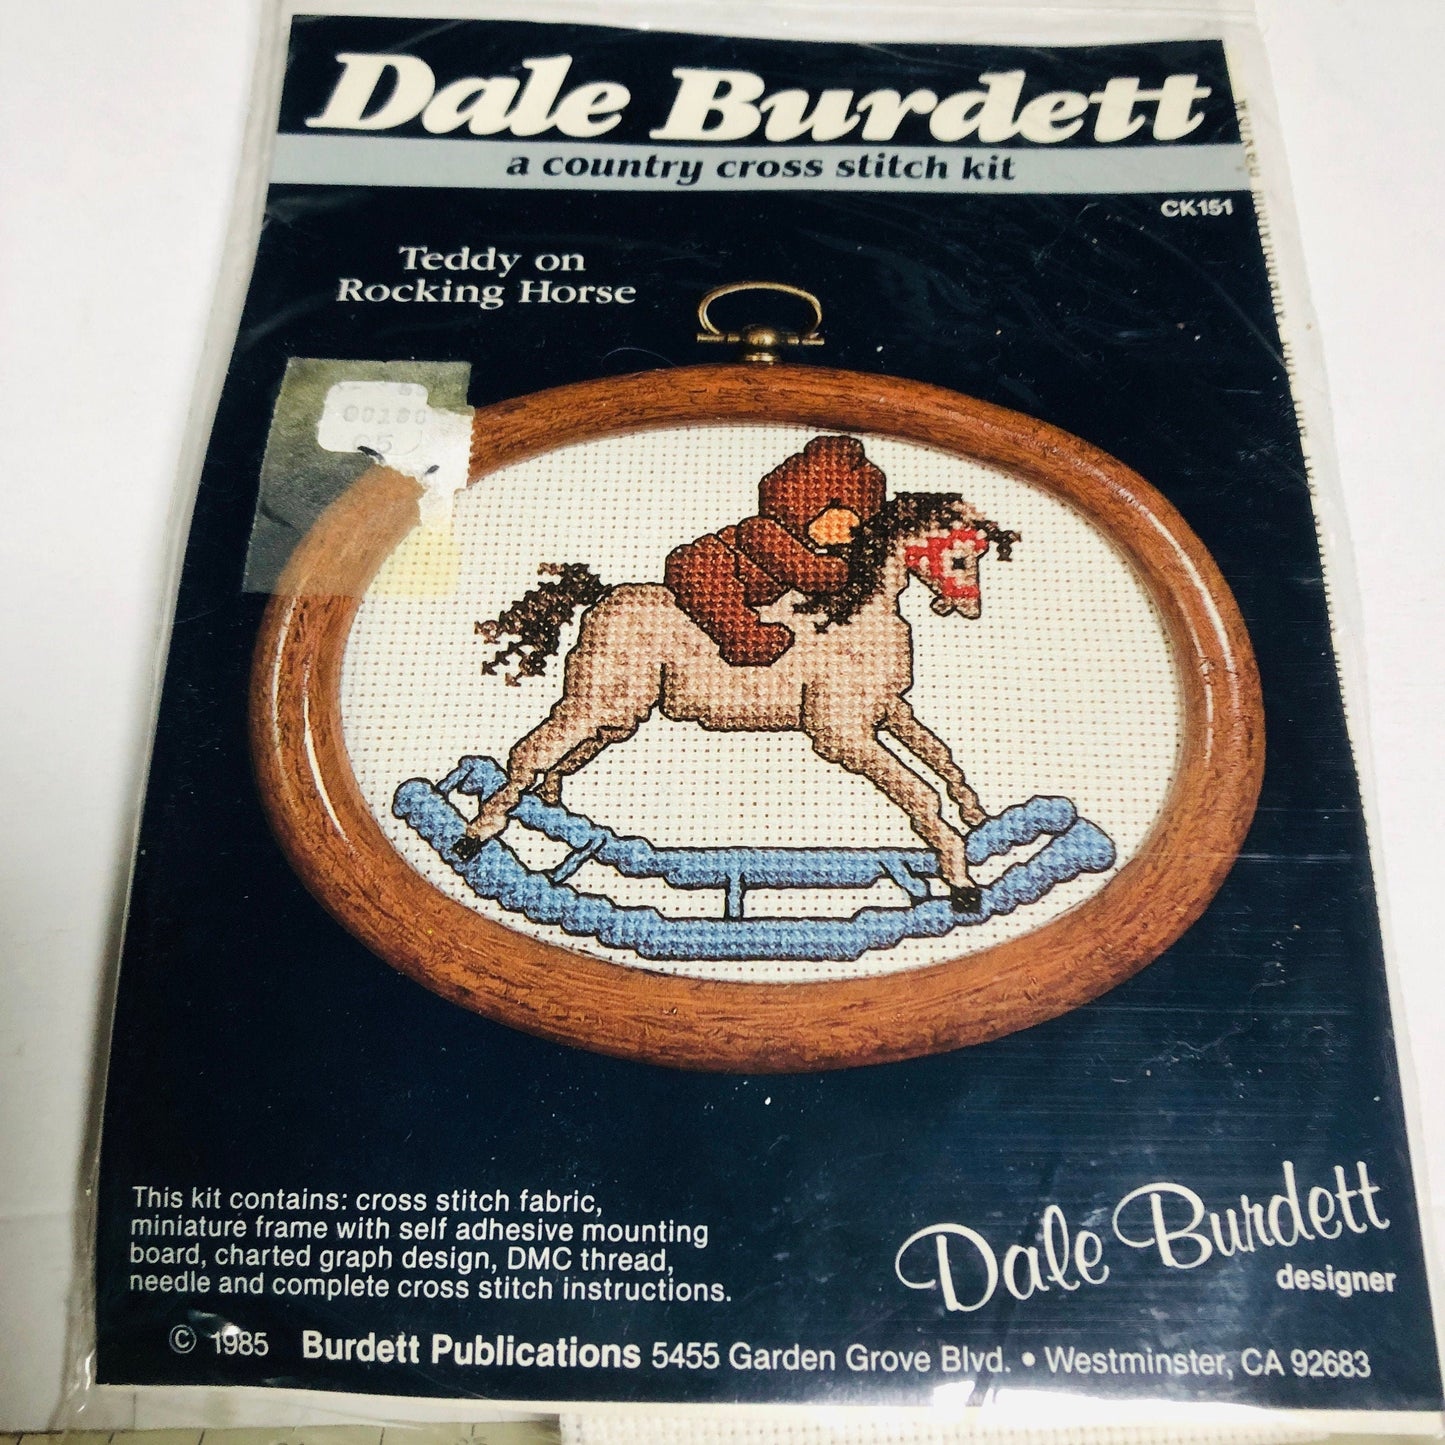 Dale Burdett
a country cross stitch kit
CK151
Teddy on
Rocking Horse
This kit contains: cross stitch fabric,
miniature frame with self adhesive mounting
board, charted graph design, DMC thread,
needle and complete cross stitch instructions.
Dale Burdett
designer
© 1985 Burdett Publications 5455 Garden Grove Blvd. • Westminster, CA 92683